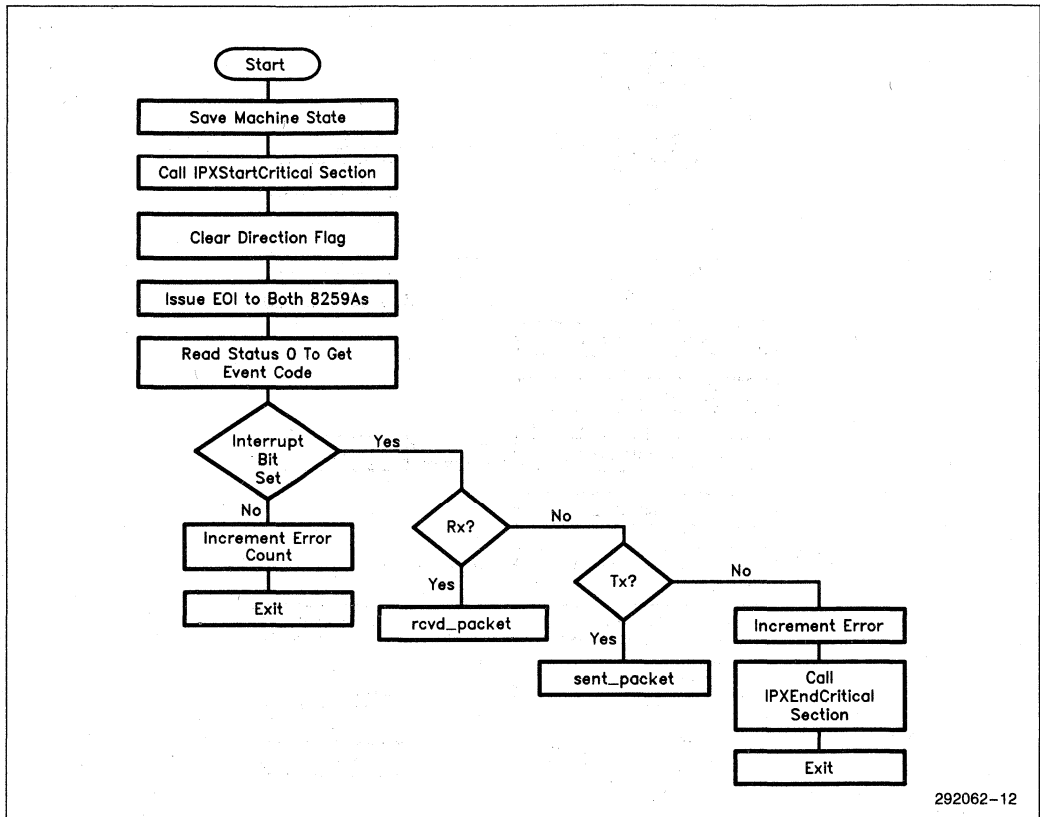 Start
Save Machine State
Call IPXStartCritical Section
Clear Direction Flag
Issue EOI to Both 8259As
Read Status 0 To Get
Event Code
Interrupt
Bit
Set
Yes
No
Increment Error
Count
Exit
Rx?
No
Yes
rcvd_packet
Tx?
No
Yes
sent_packet
Increment Error
Call
IPXEndCritical
Section
Exit
292062-12